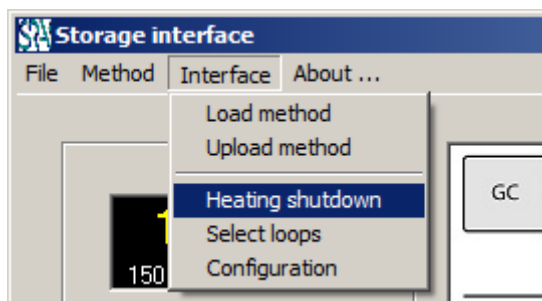 Storage interface
File Method Interface About ...
Load method
Upload method
Heating shutdown
Select loops
Configuration
GC
150